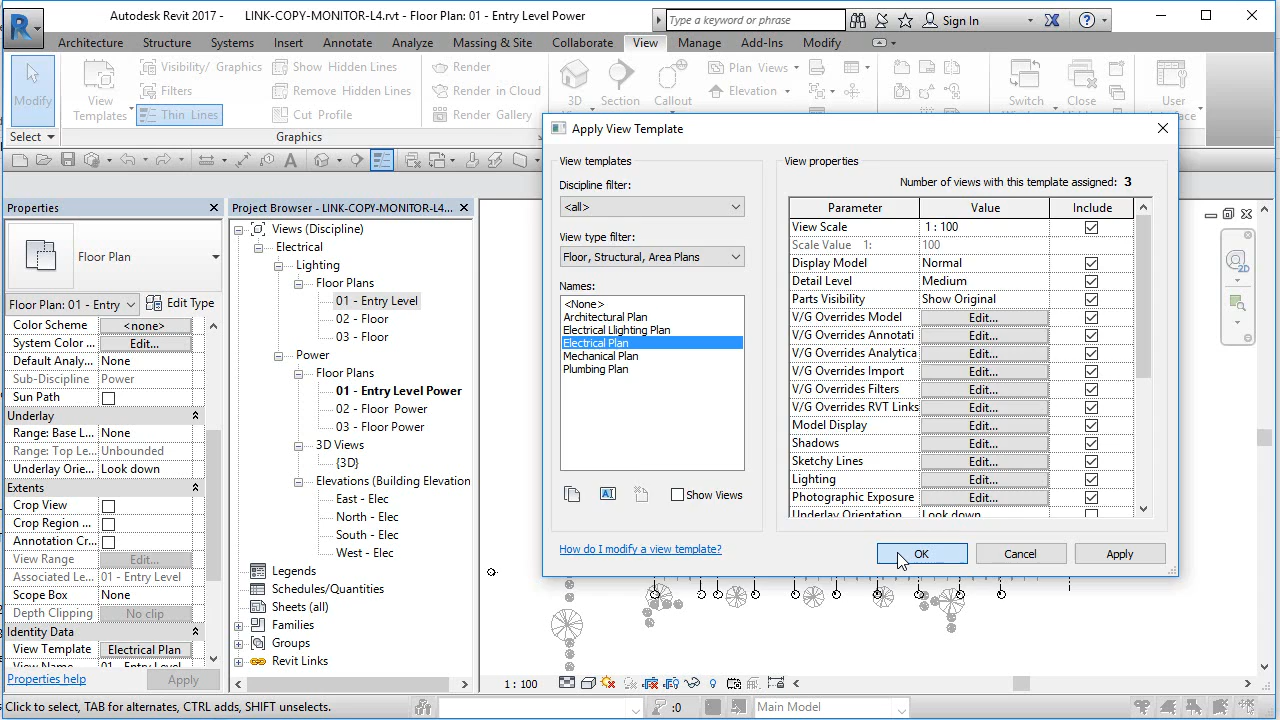 Autodesk Revit 2017 - LINK-COPY-MONITOR-L4.rvt - Floor Plan: 01 - Entry Level Power
Type a keyword or phrase
Sign In
Architecture Structure Systems Insert Annotate Analyze Massing & Site Collaborate View Manage Add-Ins Modify
Modify
View
Templates
Visibility/ Graphics
Filters
Thin Lines
Show Hidden Lines
Remove Hidden Lines
Cut Profile
Render
Render in Cloud
Render Gallery
3D
Section
Callout
Plan Views
Elevation
Switch
Close
User
Select
Graphics
Properties
Floor Plan
Floor Plan: 01 - Entry
Edit Type
Color Scheme <none>
System Color ... Edit...
Default Analy... None
Sub-Discipline Power
Sun Path
Underlay
Range: Base L... None
Range: Top Le... Unbounded
Underlay Orie... Look down
Extents
Crop View
Crop Region ...
Annotation Cr...
View Range Edit...
Associated Le... 01 - Entry Level
Scope Box None
Depth Clipping No clip
Identity Data
View Template Electrical Plan
View Name 01 - Entry Level
Properties help
Apply
Project Browser - LINK-COPY-MONITOR-L4...
Views (Discipline)
Electrical
Lighting
Floor Plans
01 - Entry Level
02 - Floor
03 - Floor
Power
Floor Plans
01 - Entry Level Power
02 - Floor Power
03 - Floor Power
3D Views
{3D}
Elevations (Building Elevation
East - Elec
North - Elec
South - Elec
West - Elec
Legends
Schedules/Quantities
Sheets (all)
Families
Groups
Revit Links
Apply View Template
View templates
Discipline filter:
<all>
View type filter:
Floor, Structural, Area Plans
Names:
<None>
Architectural Plan
Electrical LIghting Plan
Electrical Plan
Mechanical Plan
Plumbing Plan
Show Views
How do I modify a view template?
View properties
Number of views with this template assigned: 3
Parameter Value Include
View Scale 1 : 100
Scale Value 1: 100
Display Model Normal
Detail Level Medium
Parts Visibility Show Original
V/G Overrides Model Edit...
V/G Overrides Annotati Edit...
V/G Overrides Analytica Edit...
V/G Overrides Import Edit...
V/G Overrides Filters Edit...
V/G Overrides RVT Links Edit...
Model Display Edit...
Shadows Edit...
Sketchy Lines Edit...
Lighting Edit...
Photographic Exposure Edit...
Underlay Orientation Look down
OK Cancel Apply
2D
1 : 100
Click to select, TAB for alternates, CTRL adds, SHIFT unselects.
:0
Main Model